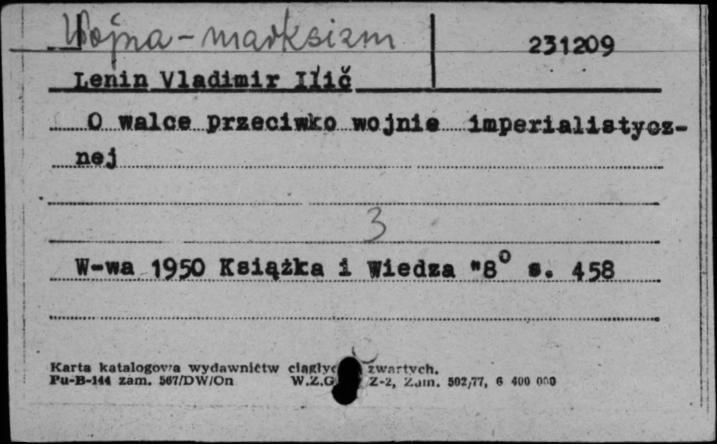 Wojna - marksizm
231209
Lenin Vladimir Ilič
O walce przeciwko wojnie imperialistycz-
nej
3
W-wa 1950 Książka i Wiedza "8° s. 458
Karta katalogowa wydawnictw zwartych.
Pu-B-144 zam. 567/DW/On W.Z.G Z-2, Zam. 502/77, 6 400 000